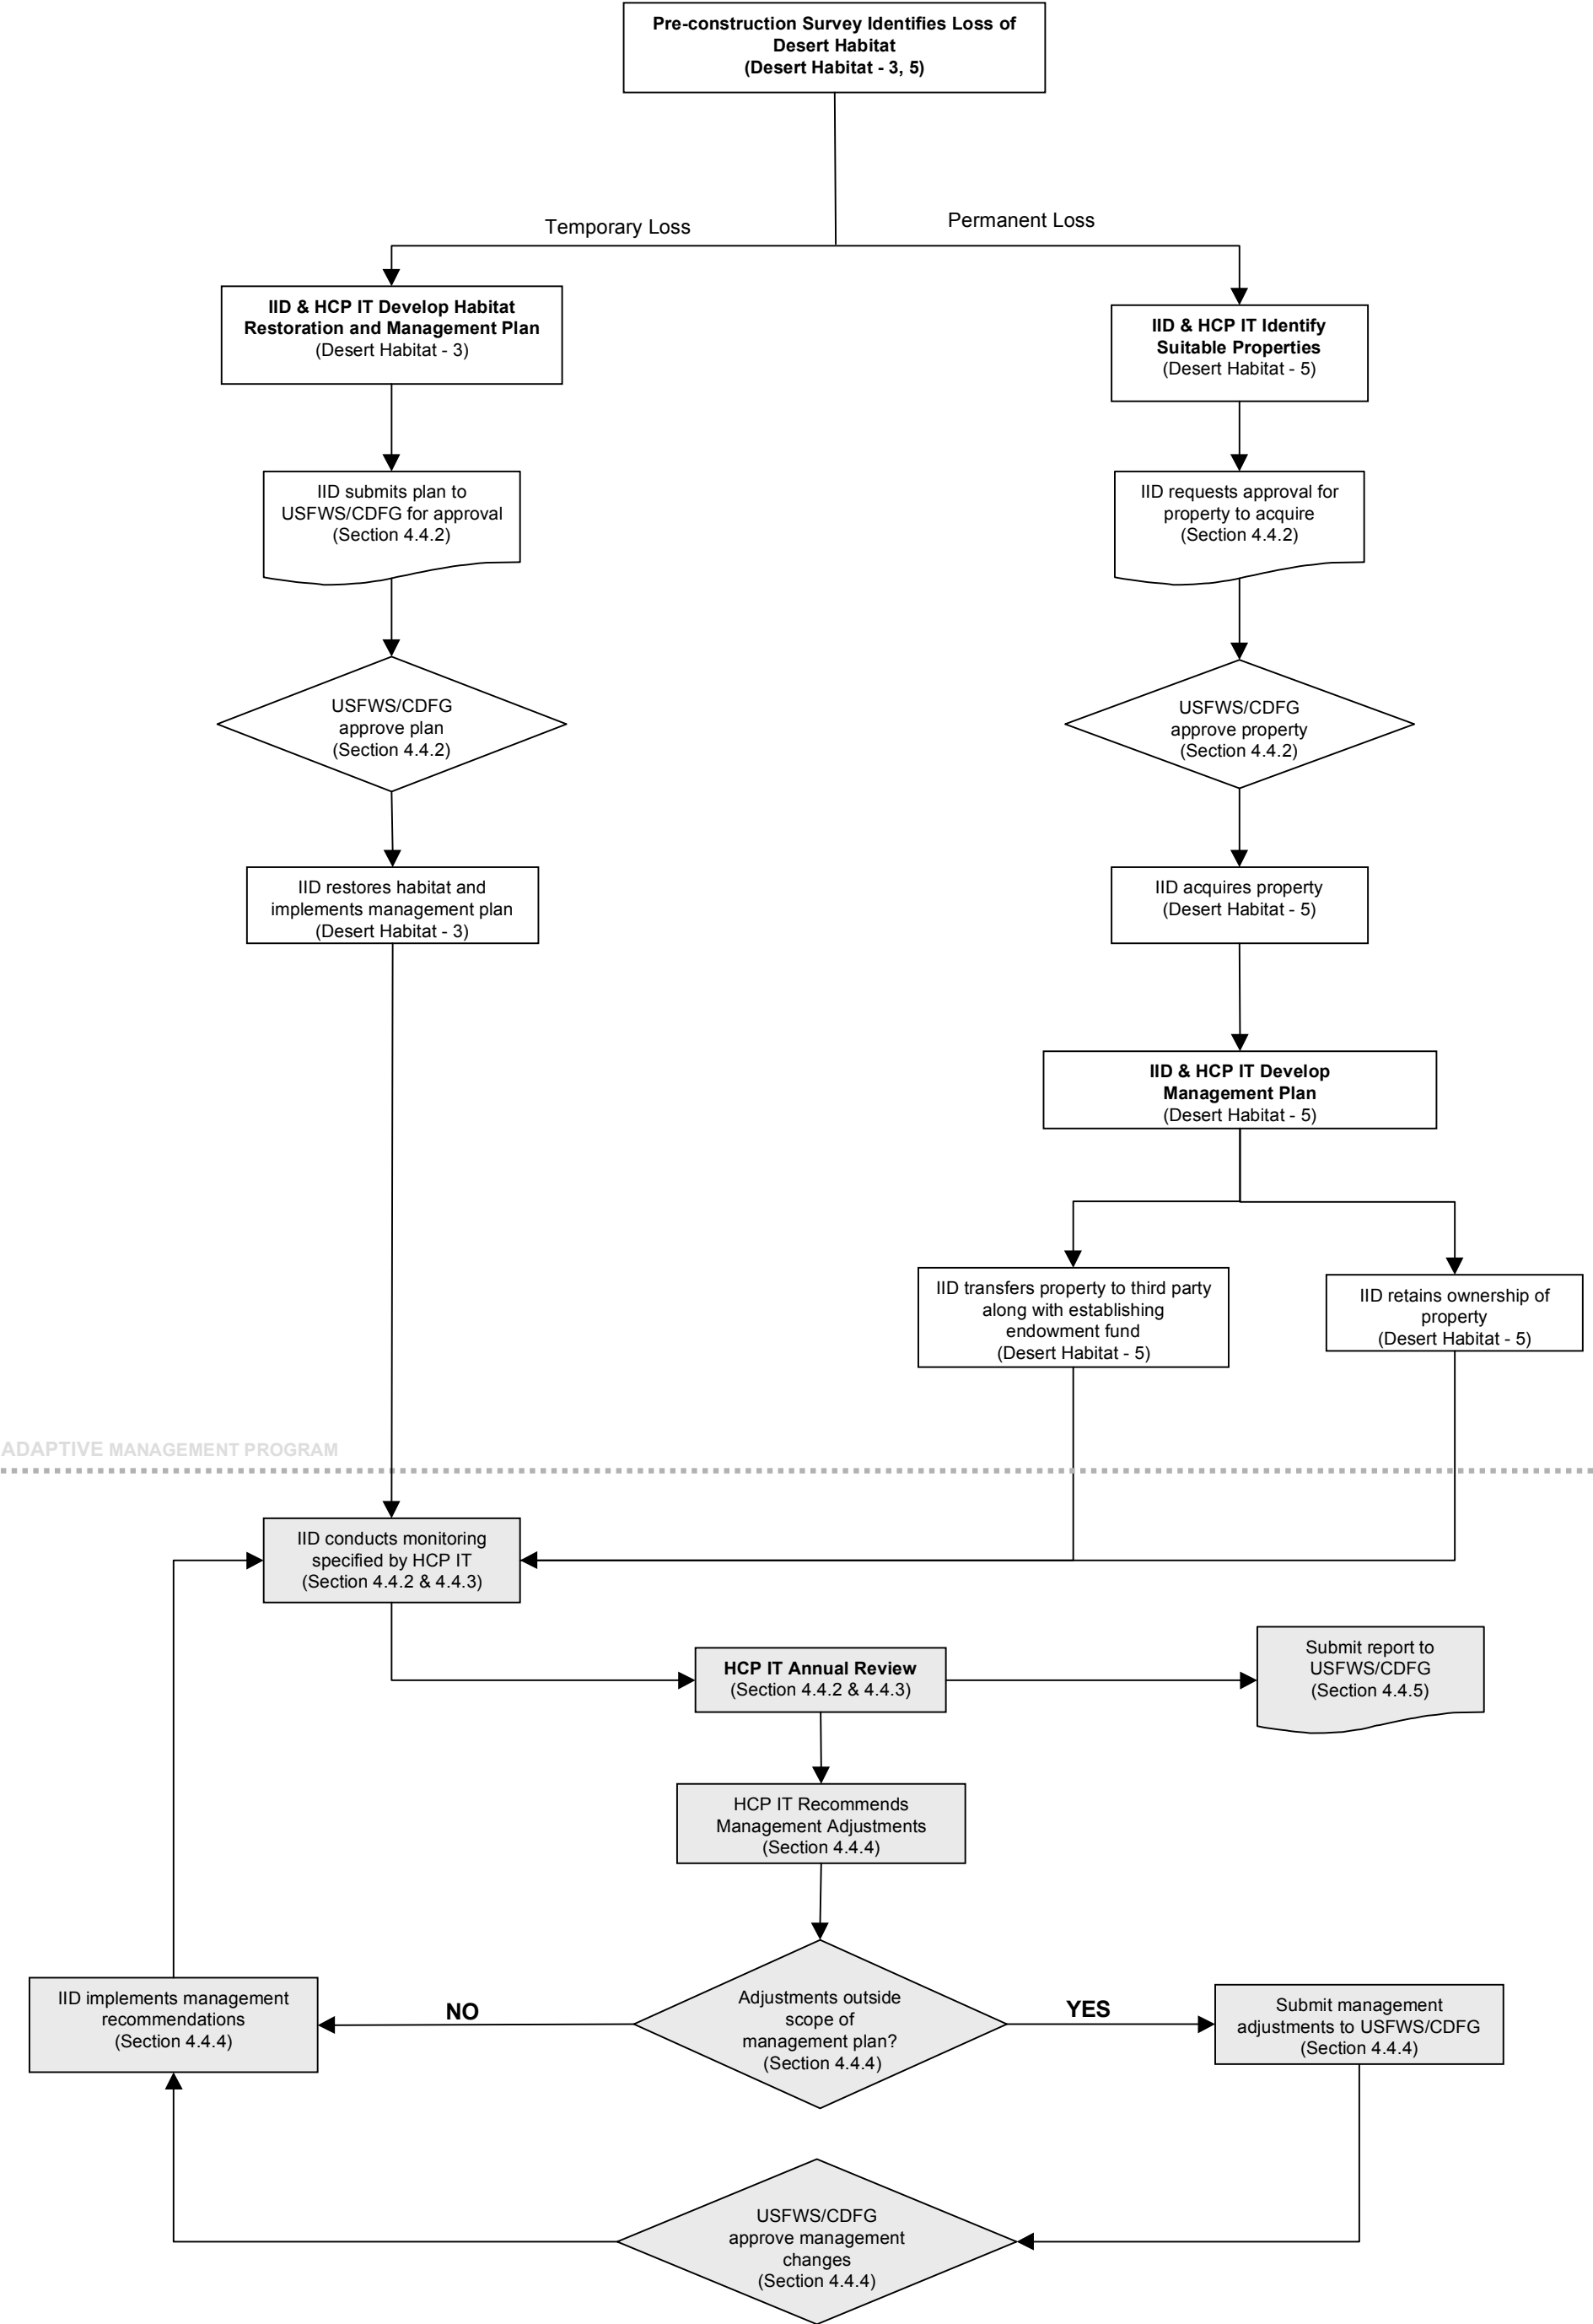 Pre-construction Survey Identifies Loss of
Desert Habitat
(Desert Habitat - 3, 5)
Temporary Loss
Permanent Loss
IID & HCP IT Develop Habitat
Restoration and Management Plan
(Desert Habitat - 3)
IID & HCP IT Identify
Suitable Properties
(Desert Habitat - 5)
IID submits plan to
USFWS/CDFG for approval
(Section 4.4.2)
IID requests approval for
property to acquire
(Section 4.4.2)
USFWS/CDFG
approve plan
(Section 4.4.2)
USFWS/CDFG
approve property
(Section 4.4.2)
IID restores habitat and
implements management plan
(Desert Habitat - 3)
IID acquires property
(Desert Habitat - 5)
IID & HCP IT Develop
Management Plan
(Desert Habitat - 5)
IID transfers property to third party
along with establishing
endowment fund
(Desert Habitat - 5)
IID retains ownership of
property
(Desert Habitat - 5)
ADAPTIVE MANAGEMENT PROGRAM
IID conducts monitoring
specified by HCP IT
(Section 4.4.2 & 4.4.3)
HCP IT Annual Review
(Section 4.4.2 & 4.4.3)
Submit report to
USFWS/CDFG
(Section 4.4.5)
HCP IT Recommends
Management Adjustments
(Section 4.4.4)
IID implements management
recommendations
(Section 4.4.4)
NO
Adjustments outside
scope of
management plan?
(Section 4.4.4)
YES
Submit management
adjustments to USFWS/CDFG
(Section 4.4.4)
USFWS/CDFG
approve management
changes
(Section 4.4.4)